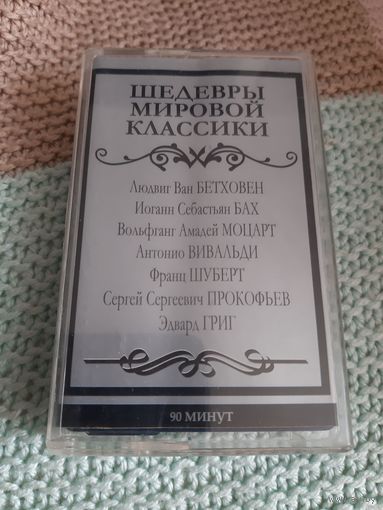 ШЕДЕВРЫ
МИРОВОЙ
КЛАССИКИ
Людвиг Ван БЕТХОВЕН
Иоганн Себастьян БАХ
Вольфганг Амадей МОЦАРТ
Антонио ВИВАЛЬДИ
Франц ШУБЕРТ
Сергей Сергеевич ПРОКОФЬЕВ
Эдвард ГРИГ
90 МИНУТ